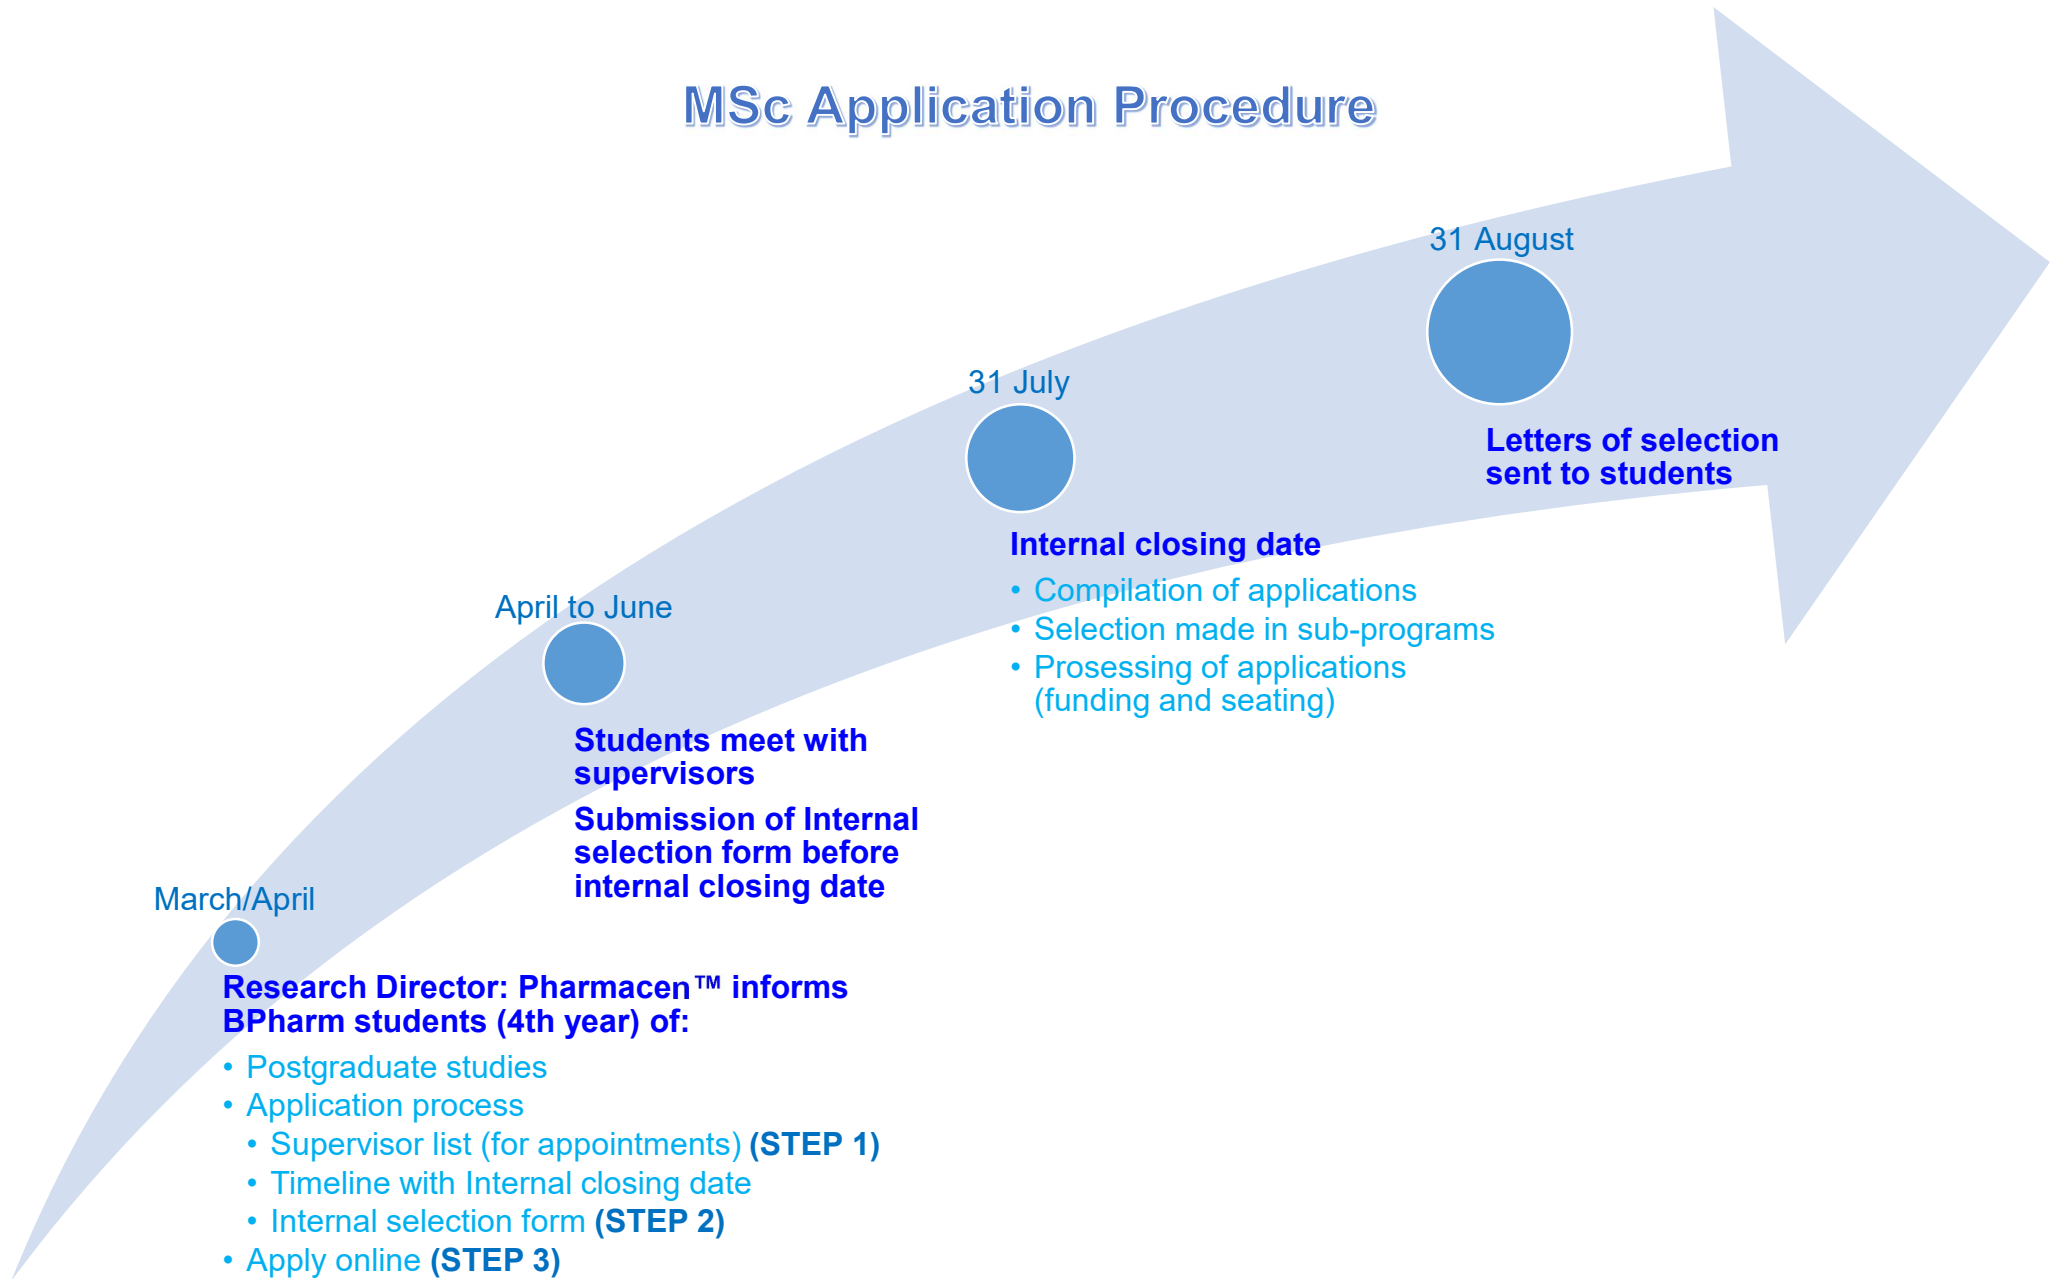 MSc Application Procedure
31 August
Letters of selection
sent to students
31 July
Internal closing date
• Compilation of applications
• Selection made in sub-programs
• Prosessing of applications
(funding and seating)
April to June
Students meet with
supervisors
Submission of Internal
selection form before
internal closing date
March/April
Research Director: Pharmacen™ informs
BPharm students (4th year) of:
• Postgraduate studies
• Application process
• Supervisor list (for appointments) (STEP 1)
• Timeline with Internal closing date
• Internal selection form (STEP 2)
• Apply online (STEP 3)